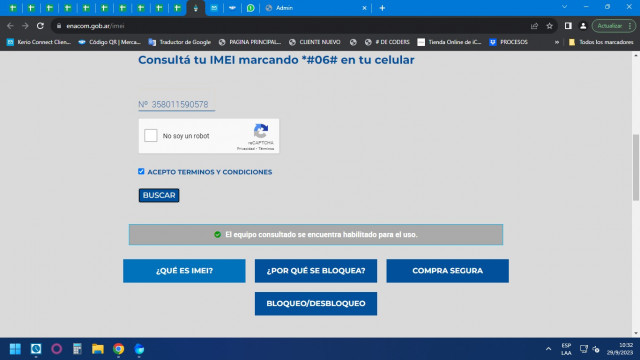 Admin
enacom.gob.ar/imei
Actualizar
Kerio Connect Clien...
Código QR | Merca...
Traductor de Google
PAGINA PRINCIPAL...
CLIENTE NUEVO
# DE CODERS
Tienda Online de iC...
PROCESOS
»
Todos los marcadores
Consultá tu IMEI marcando *#06# en tu celular
Nº 358011590578
No soy un robot
reCAPTCHA
Privacidad - Términos
ACEPTO TERMINOS Y CONDICIONES
BUSCAR
El equipo consultado se encuentra habilitado para el uso.
¿QUÉ ES IMEI?
¿POR QUÉ SE BLOQUEA?
COMPRA SEGURA
BLOQUEO/DESBLOQUEO
ESP
LAA
10:32
29/9/2023